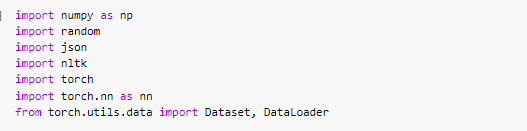 import numpy as np
import random
import json
import nltk
import torch
import torch.nn as nn
from torch.utils.data import Dataset, DataLoader